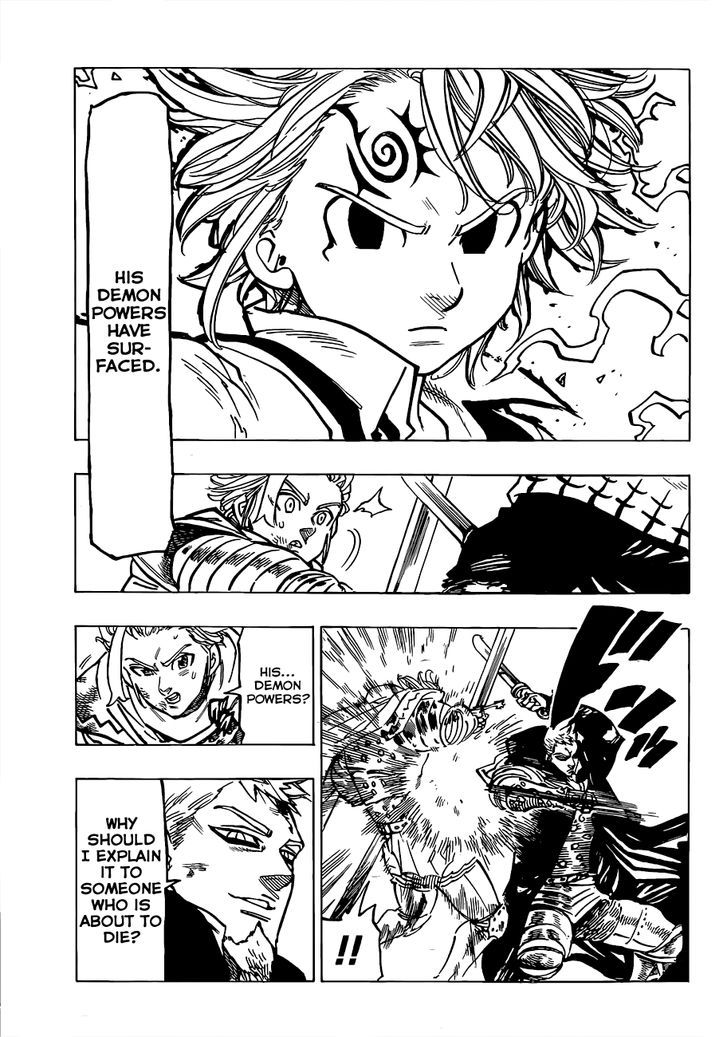 HIS
DEMON
POWERS
HAVE
SUR-
FACED.
!!
HIS...
DEMON
POWERS?
WHY
SHOULD
I EXPLAIN
IT TO
SOMEONE
WHO IS
ABOUT TO
DIE?